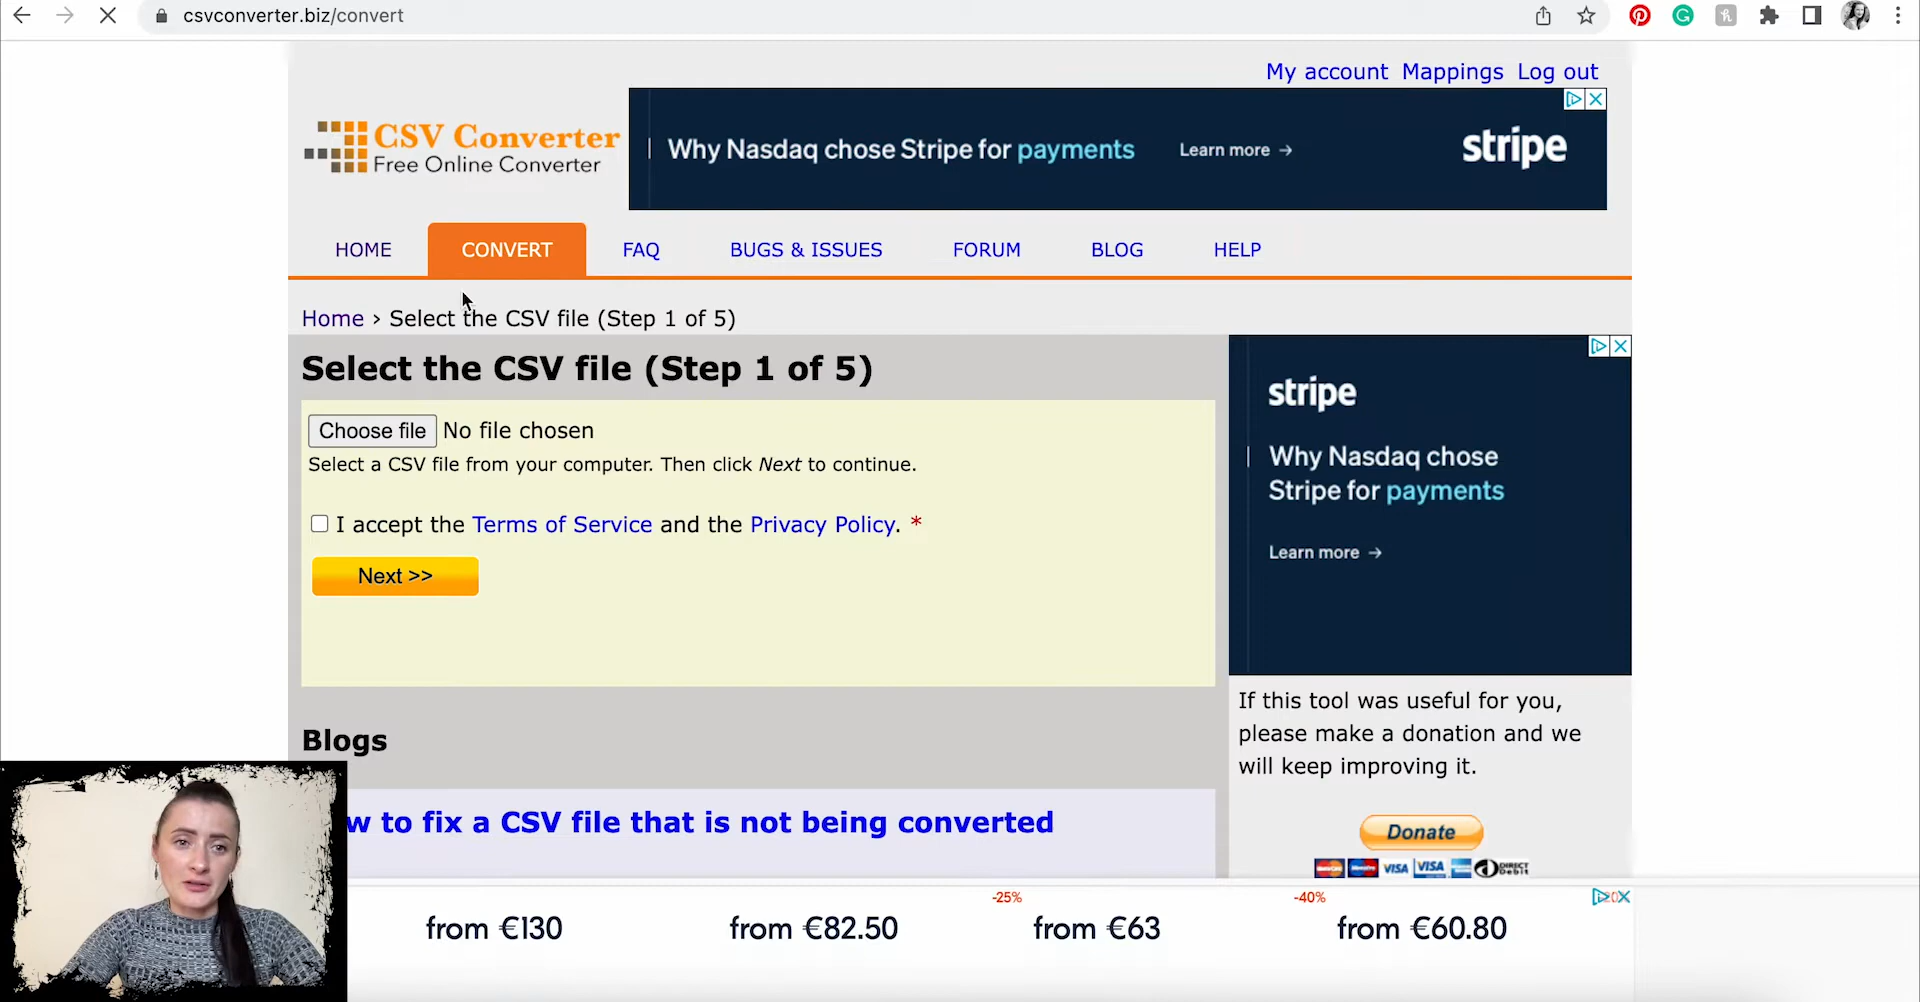 csvconverter.biz/convert
My account Mappings Log out
CSV Converter
Free Online Converter
Why Nasdaq chose Stripe for payments Learn more → stripe
HOME CONVERT FAQ BUGS & ISSUES FORUM BLOG HELP
Home › Select the CSV file (Step 1 of 5)
Select the CSV file (Step 1 of 5)
Choose file No file chosen
Select a CSV file from your computer. Then click Next to continue.
I accept the Terms of Service and the Privacy Policy. *
Next >>
stripe
Why Nasdaq chose
Stripe for payments
Learn more →
If this tool was useful for you,
please make a donation and we
will keep improving it.
Donate
VISA VISA DIRECT Debit
Blogs
w to fix a CSV file that is not being converted
-25% -40%
from €130 from €82.50 from €63 from €60.80